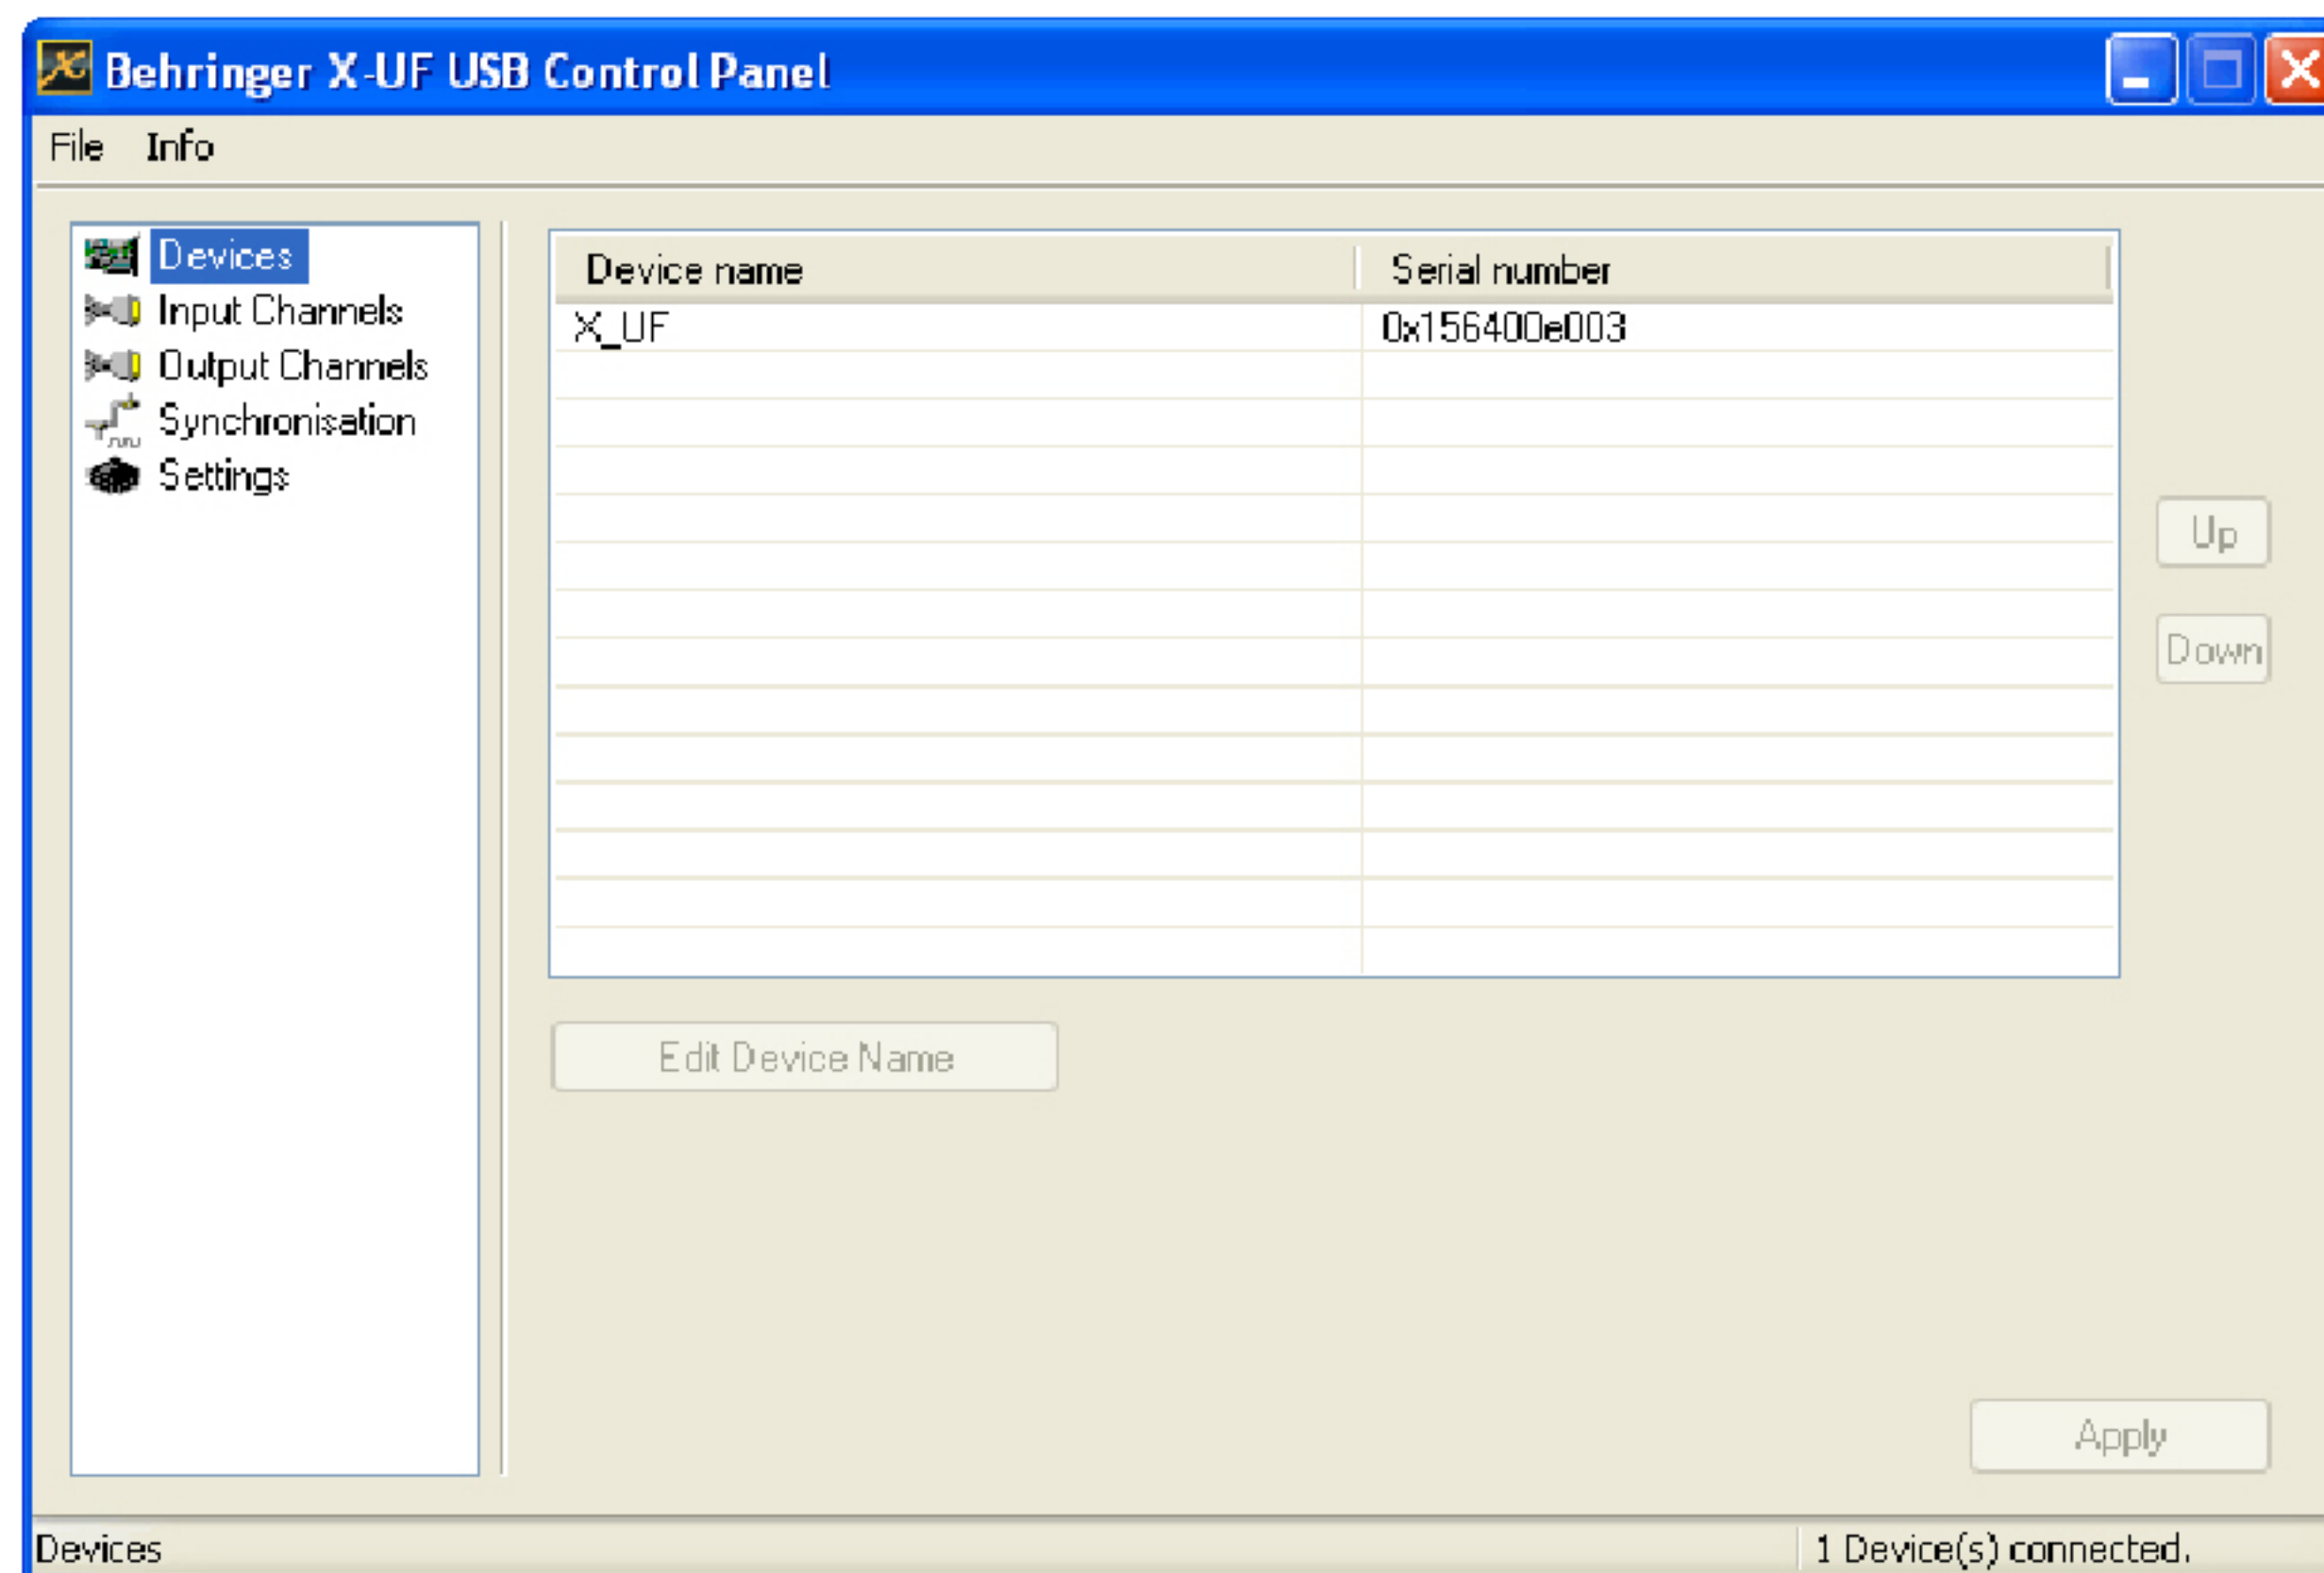 Behringer X-UF USB Control Panel
File Info
Devices
Input Channels
Output Channels
Synchronisation
Settings
Device name Serial number
X_UF 0x156400e003
Up
Down
Edit Device Name
Apply
Devices 1 Device(s) connected.